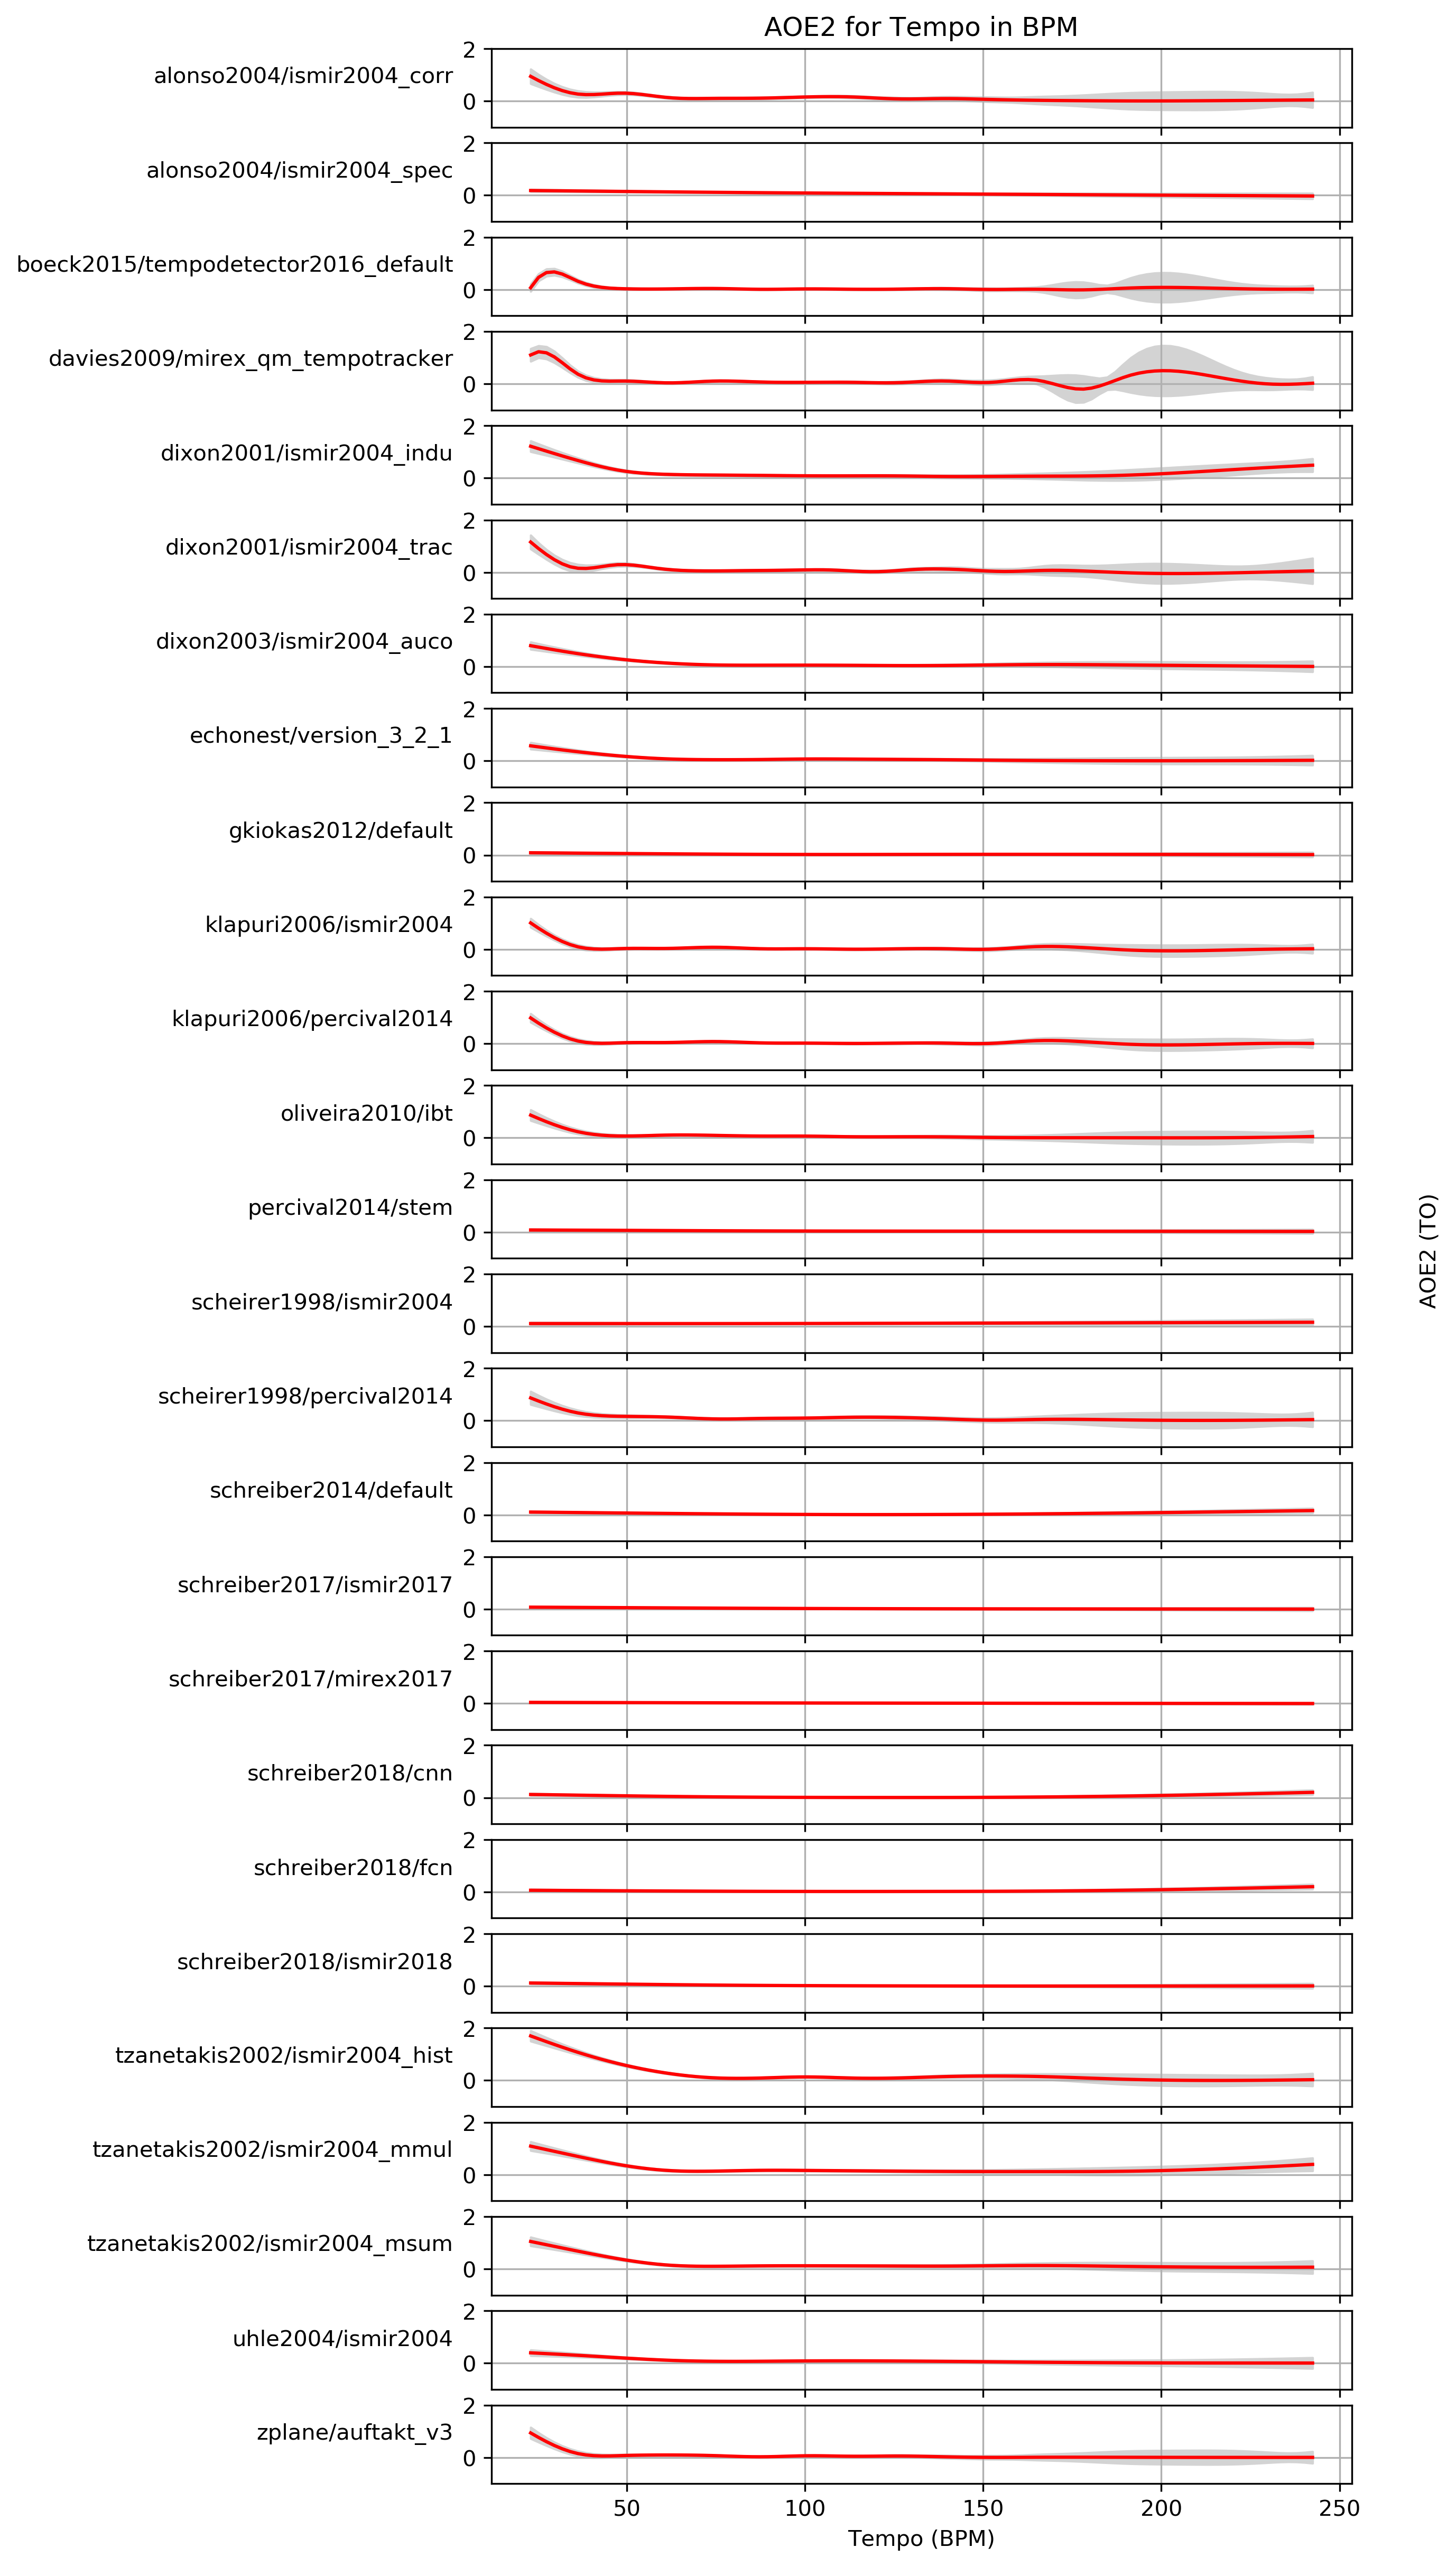 AOE2 for Tempo in BPM
alonso2004/ismir2004_corr
2
0
alonso2004/ismir2004_spec
2
0
boeck2015/tempodetector2016_default
2
0
davies2009/mirex_qm_tempotracker
2
0
dixon2001/ismir2004_indu
2
0
dixon2001/ismir2004_trac
2
0
dixon2003/ismir2004_auco
2
0
echonest/version_3_2_1
2
0
gkiokas2012/default
2
0
klapuri2006/ismir2004
2
0
klapuri2006/percival2014
2
0
oliveira2010/ibt
2
0
percival2014/stem
2
0
scheirer1998/ismir2004
2
0
scheirer1998/percival2014
2
0
schreiber2014/default
2
0
schreiber2017/ismir2017
2
0
schreiber2017/mirex2017
2
0
schreiber2018/cnn
2
0
schreiber2018/fcn
2
0
schreiber2018/ismir2018
2
0
tzanetakis2002/ismir2004_hist
2
0
tzanetakis2002/ismir2004_mmul
2
0
tzanetakis2002/ismir2004_msum
2
0
uhle2004/ismir2004
2
0
zplane/auftakt_v3
2
0
50 100 150 200 250
Tempo (BPM)
AOE2 (TO)